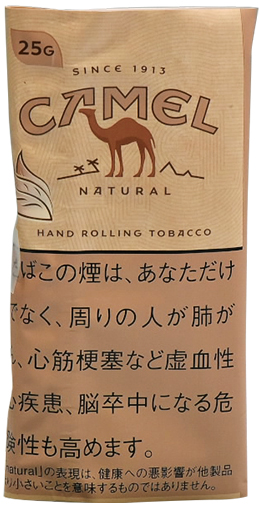 25G
SINCE 1913
CAMEL
NATURAL
HAND ROLLING TOBACCO
ばこの煙は、あなただけ
でなく、周りの人が肺が
ん、心筋梗塞など虚血性
心疾患、脳卒中になる危
険性も高めます。
natural」の表現は、健康への悪影響が他製品
り小さいことを意味するものではありません。